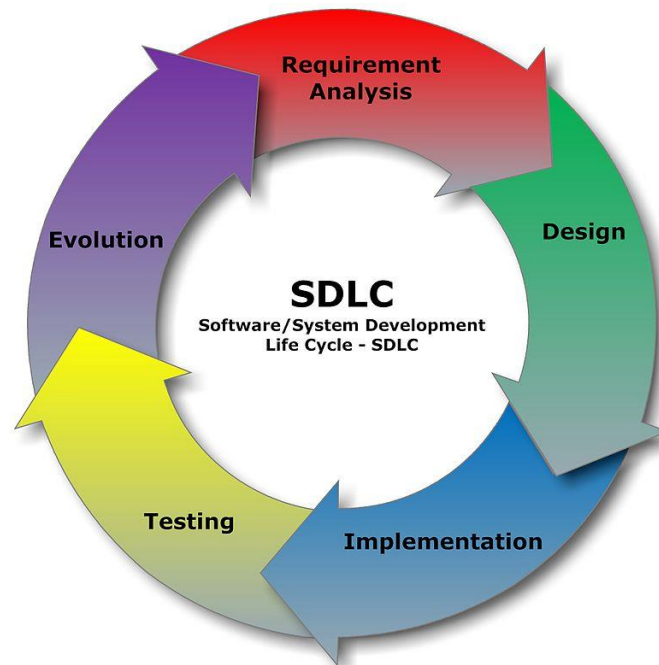 Requirement
Analysis
Design
Implementation
Testing
Evolution
SDLC
Software/System Development
Life Cycle - SDLC